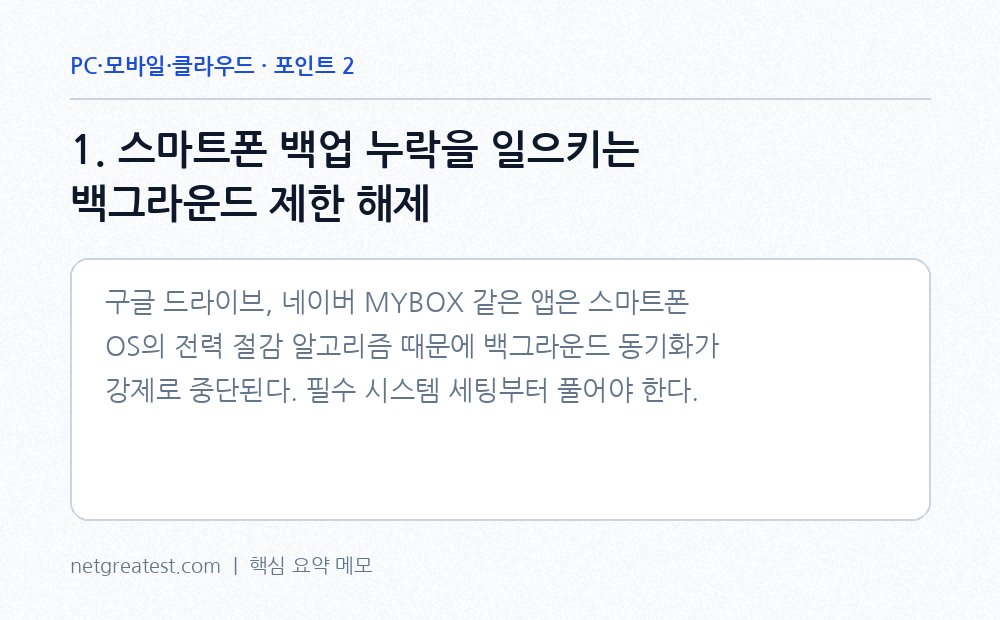 PC·모바일·클라우드 · 포인트 2
1. 스마트폰 백업 누락을 일으키는
백그라운드 제한 해제
구글 드라이브, 네이버 MYBOX 같은 앱은 스마트폰
OS의 전력 절감 알고리즘 때문에 백그라운드 동기화가
강제로 중단된다. 필수 시스템 세팅부터 풀어야 한다.
netgreatest.com | 핵심 요약 메모